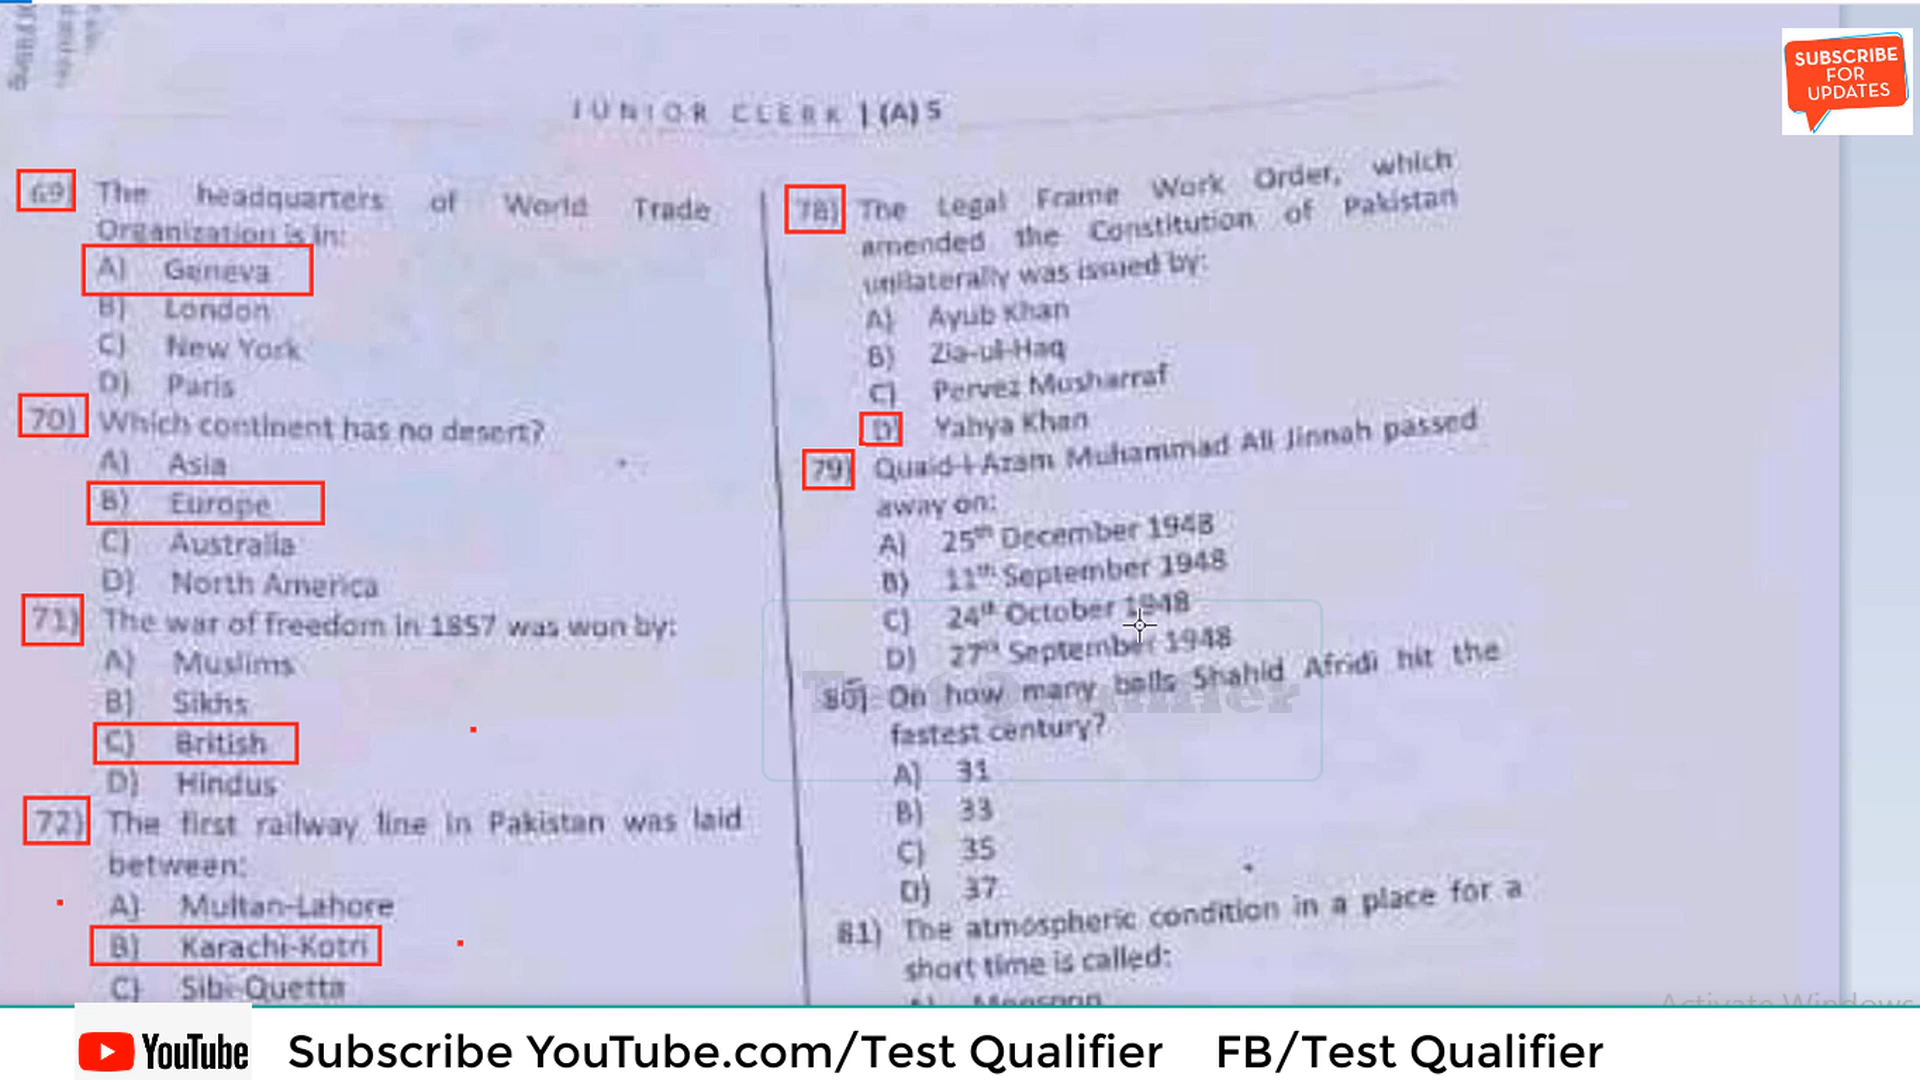 SUBSCRIBE
FOR
UPDATES
JUNIOR CLERK | (A) 5
69) The headquarters of World Trade
Organization is in:
A) Geneva
B) London
C) New York
D) Paris
70) Which continent has no desert?
A) Asia
B) Europe
C) Australia
D) North America
71) The war of freedom in 1857 was won by:
A) Muslims
B) Sikhs
C) British
D) Hindus
72) The first railway line in Pakistan was laid
between:
A) Multan-Lahore
B) Karachi-Kotri
C) Sibi-Quetta
78) The Legal Frame Work Order, which
amended the Constitution of Pakistan
unilaterally was issued by:
A) Ayub Khan
B) Zia-ul-Haq
C) Pervez Musharraf
D) Yahya Khan
79) Quaid-i-Azam Muhammad Ali Jinnah passed
away on:
A) 25th December 1948
B) 11th September 1948
C) 24th October 1948
D) 27th September 1948
80) On how many balls Shahid Afridi hit the
fastest century?
A) 31
B) 33
C) 35
D) 37
81) The atmospheric condition in a place for a
short time is called:
A) Monsoon
Activate Windows
YouTube Subscribe YouTube.com/Test Qualifier FB/Test Qualifier